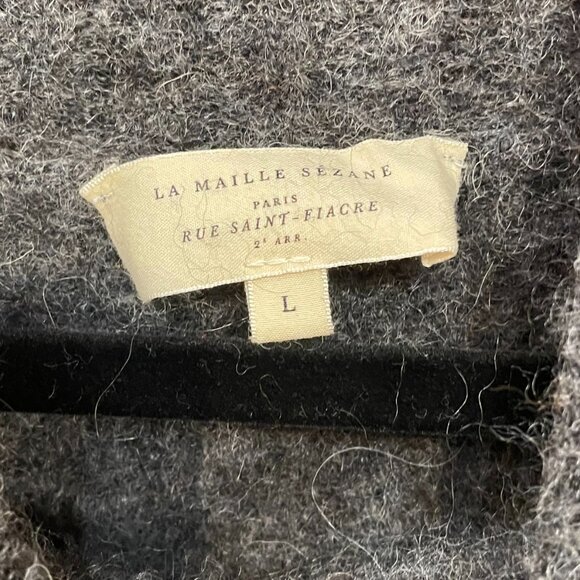 LA MAILLE SÉZANE
PARIS
RUE SAINT-FIACRE
2ᵉ ARR.
L